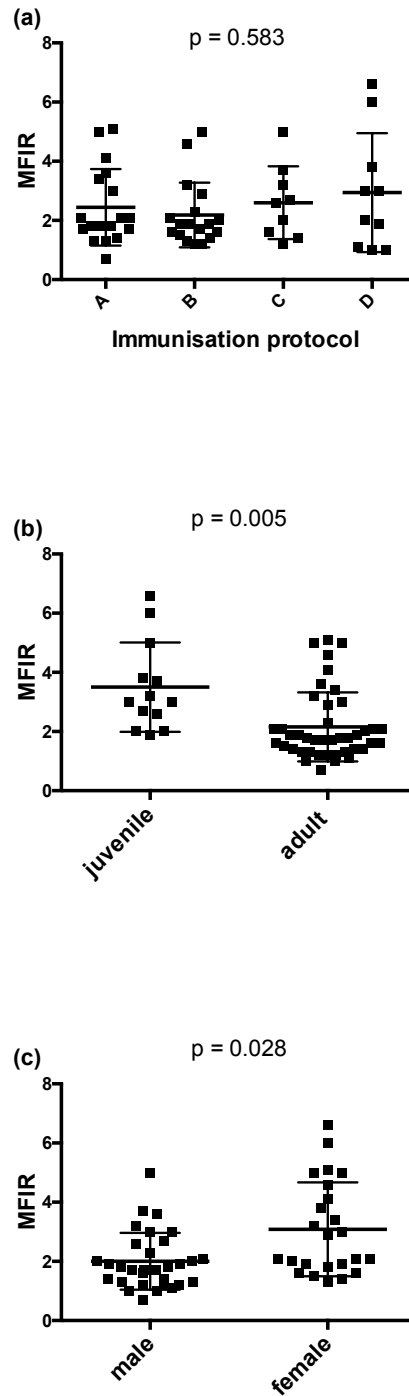 (a)
p = 0.583
8
6
4
2
0
MFIR
A B C D
Immunisation protocol
(b)
p = 0.005
8
6
4
2
0
MFIR
juvenile adult
(c)
p = 0.028
8
6
4
2
0
MFIR
male female